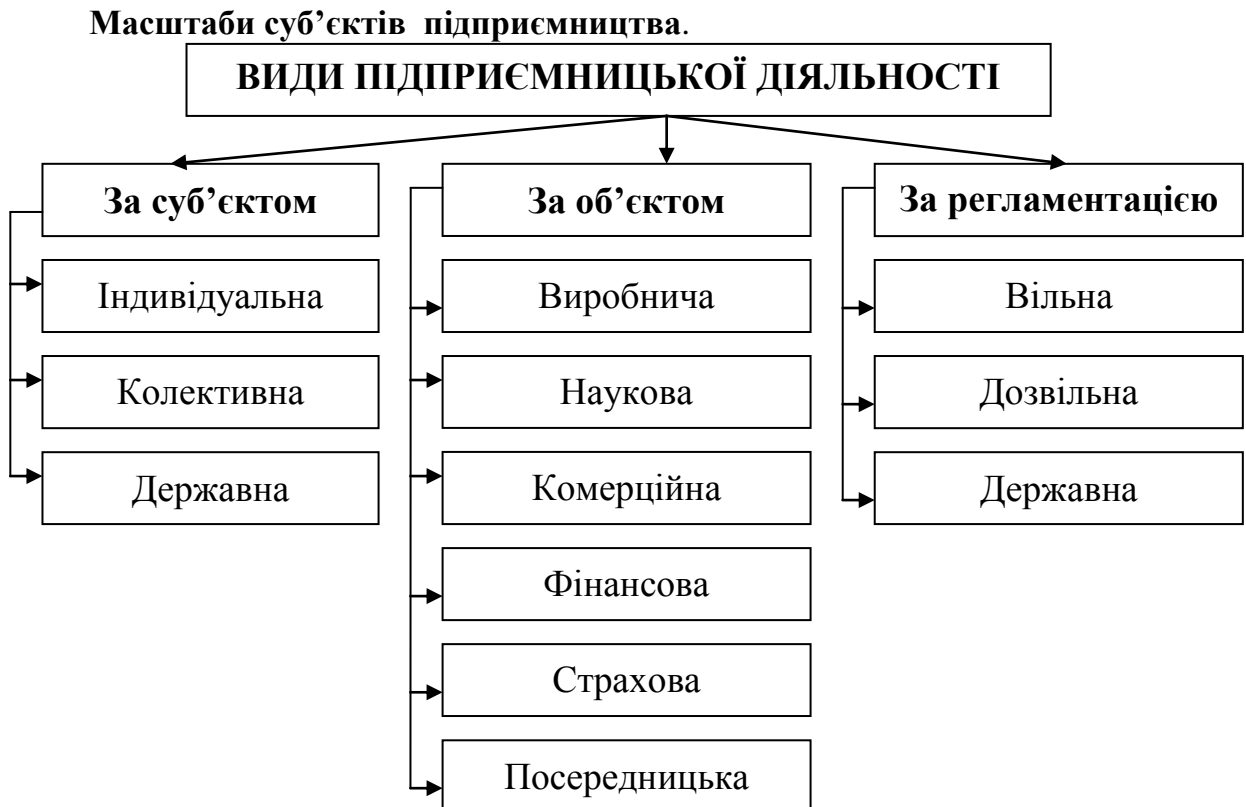 Масштаби суб’єктів підприємництва.
ВИДИ ПІДПРИЄМНИЦЬКОЇ ДІЯЛЬНОСТІ
За суб’єктом
Індивідуальна
Колективна
Державна
За об’єктом
Виробнича
Наукова
Комерційна
Фінансова
Страхова
Посередницька
За регламентацією
Вільна
Дозвільна
Державна